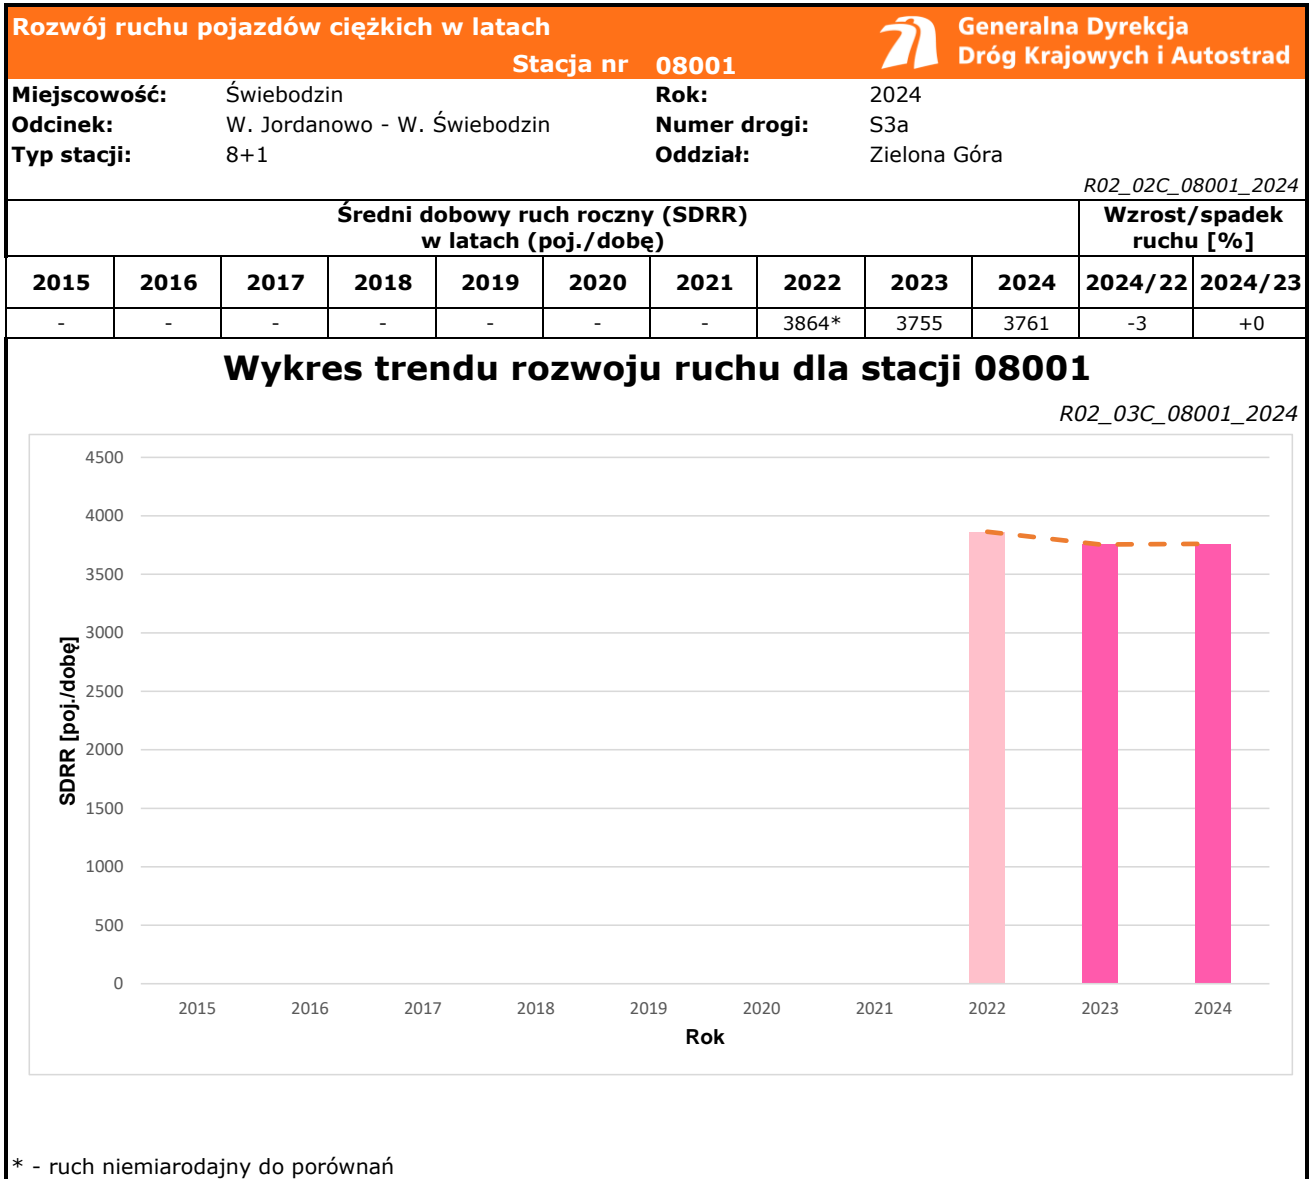 Rozwój ruchu pojazdów ciężkich w latach
Stacja nr 08001
Generalna Dyrekcja
Dróg Krajowych i Autostrad
Miejscowość: Świebodzin Rok: 2024
Odcinek: W. Jordanowo - W. Świebodzin Numer drogi: S3a
Typ stacji: 8+1 Oddział: Zielona Góra
R02_02C_08001_2024
Średni dobowy ruch roczny (SDRR)
w latach (poj./dobę)
Wzrost/spadek
ruchu [%]
2015 2016 2017 2018 2019 2020 2021 2022 2023 2024 2024/22 2024/23
- - - - - - - 3864* 3755 3761 -3 +0
Wykres trendu rozwoju ruchu dla stacji 08001
R02_03C_08001_2024
4500
4000
3500
3000
2500
2000
1500
1000
500
0
SDRR [poj./dobę]
2015 2016 2017 2018 2019 2020 2021 2022 2023 2024
Rok
* - ruch niemiarodajny do porównań